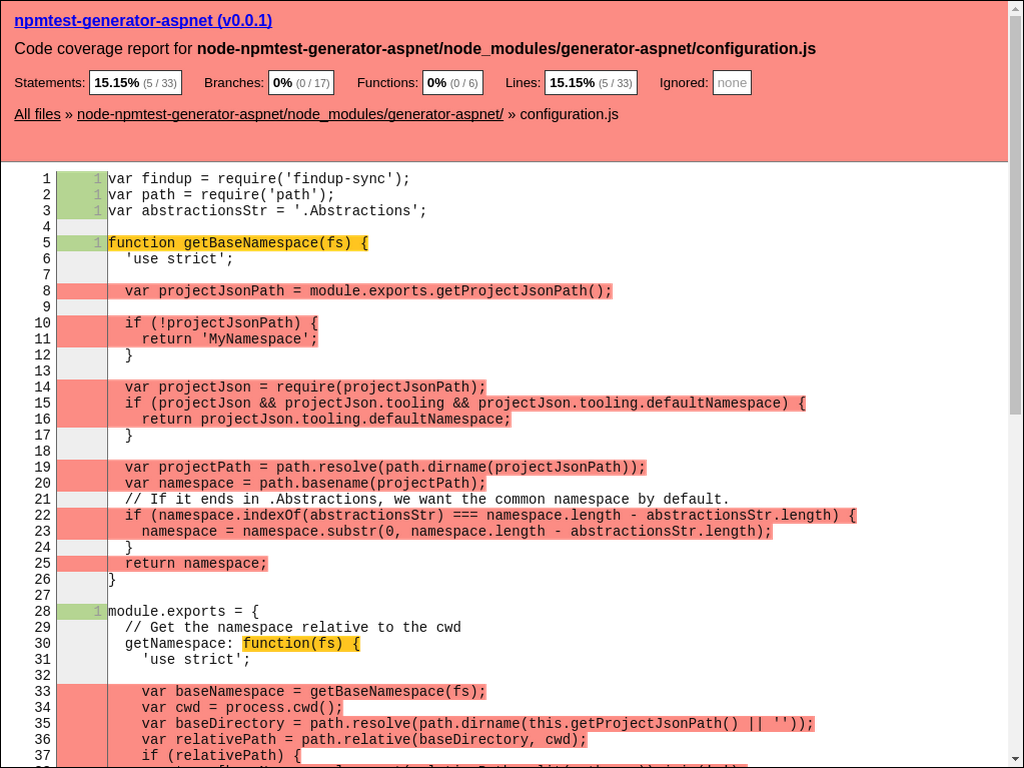 npmtest-generator-aspnet (v0.0.1)
Code coverage report for node-npmtest-generator-aspnet/node_modules/generator-aspnet/configuration.js
Statements: 15.15% (5 / 33) Branches: 0% (0 / 17) Functions: 0% (0 / 6) Lines: 15.15% (5 / 33) Ignored: none
All files » node-npmtest-generator-aspnet/node_modules/generator-aspnet/ » configuration.js
1 1 var findup = require('findup-sync');
2 1 var path = require('path');
3 1 var abstractionsStr = '.Abstractions';
4
5 1 function getBaseNamespace(fs) {
6 'use strict';
7
8 var projectJsonPath = module.exports.getProjectJsonPath();
9
10 if (!projectJsonPath) {
11 return 'MyNamespace';
12 }
13
14 var projectJson = require(projectJsonPath);
15 if (projectJson && projectJson.tooling && projectJson.tooling.defaultNamespace) {
16 return projectJson.tooling.defaultNamespace;
17 }
18
19 var projectPath = path.resolve(path.dirname(projectJsonPath));
20 var namespace = path.basename(projectPath);
21 // If it ends in .Abstractions, we want the common namespace by default.
22 if (namespace.indexOf(abstractionsStr) === namespace.length - abstractionsStr.length) {
23 namespace = namespace.substr(0, namespace.length - abstractionsStr.length);
24 }
25 return namespace;
26 }
27
28 1 module.exports = {
29 // Get the namespace relative to the cwd
30 getNamespace: function(fs) {
31 'use strict';
32
33 var baseNamespace = getBaseNamespace(fs);
34 var cwd = process.cwd();
35 var baseDirectory = path.resolve(path.dirname(this.getProjectJsonPath() || ''));
36 var relativePath = path.relative(baseDirectory, cwd);
37 if (relativePath) {